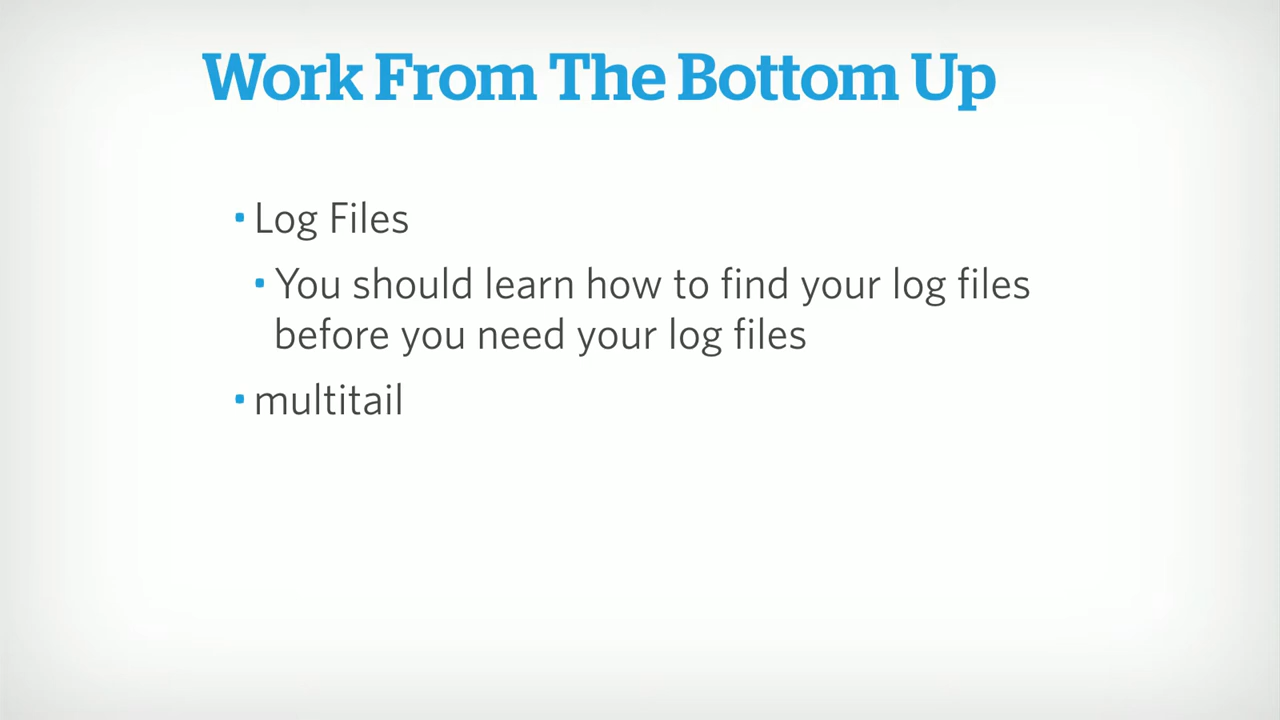 Work From The Bottom Up
Log Files
You should learn how to find your log files
before you need your log files
multitail